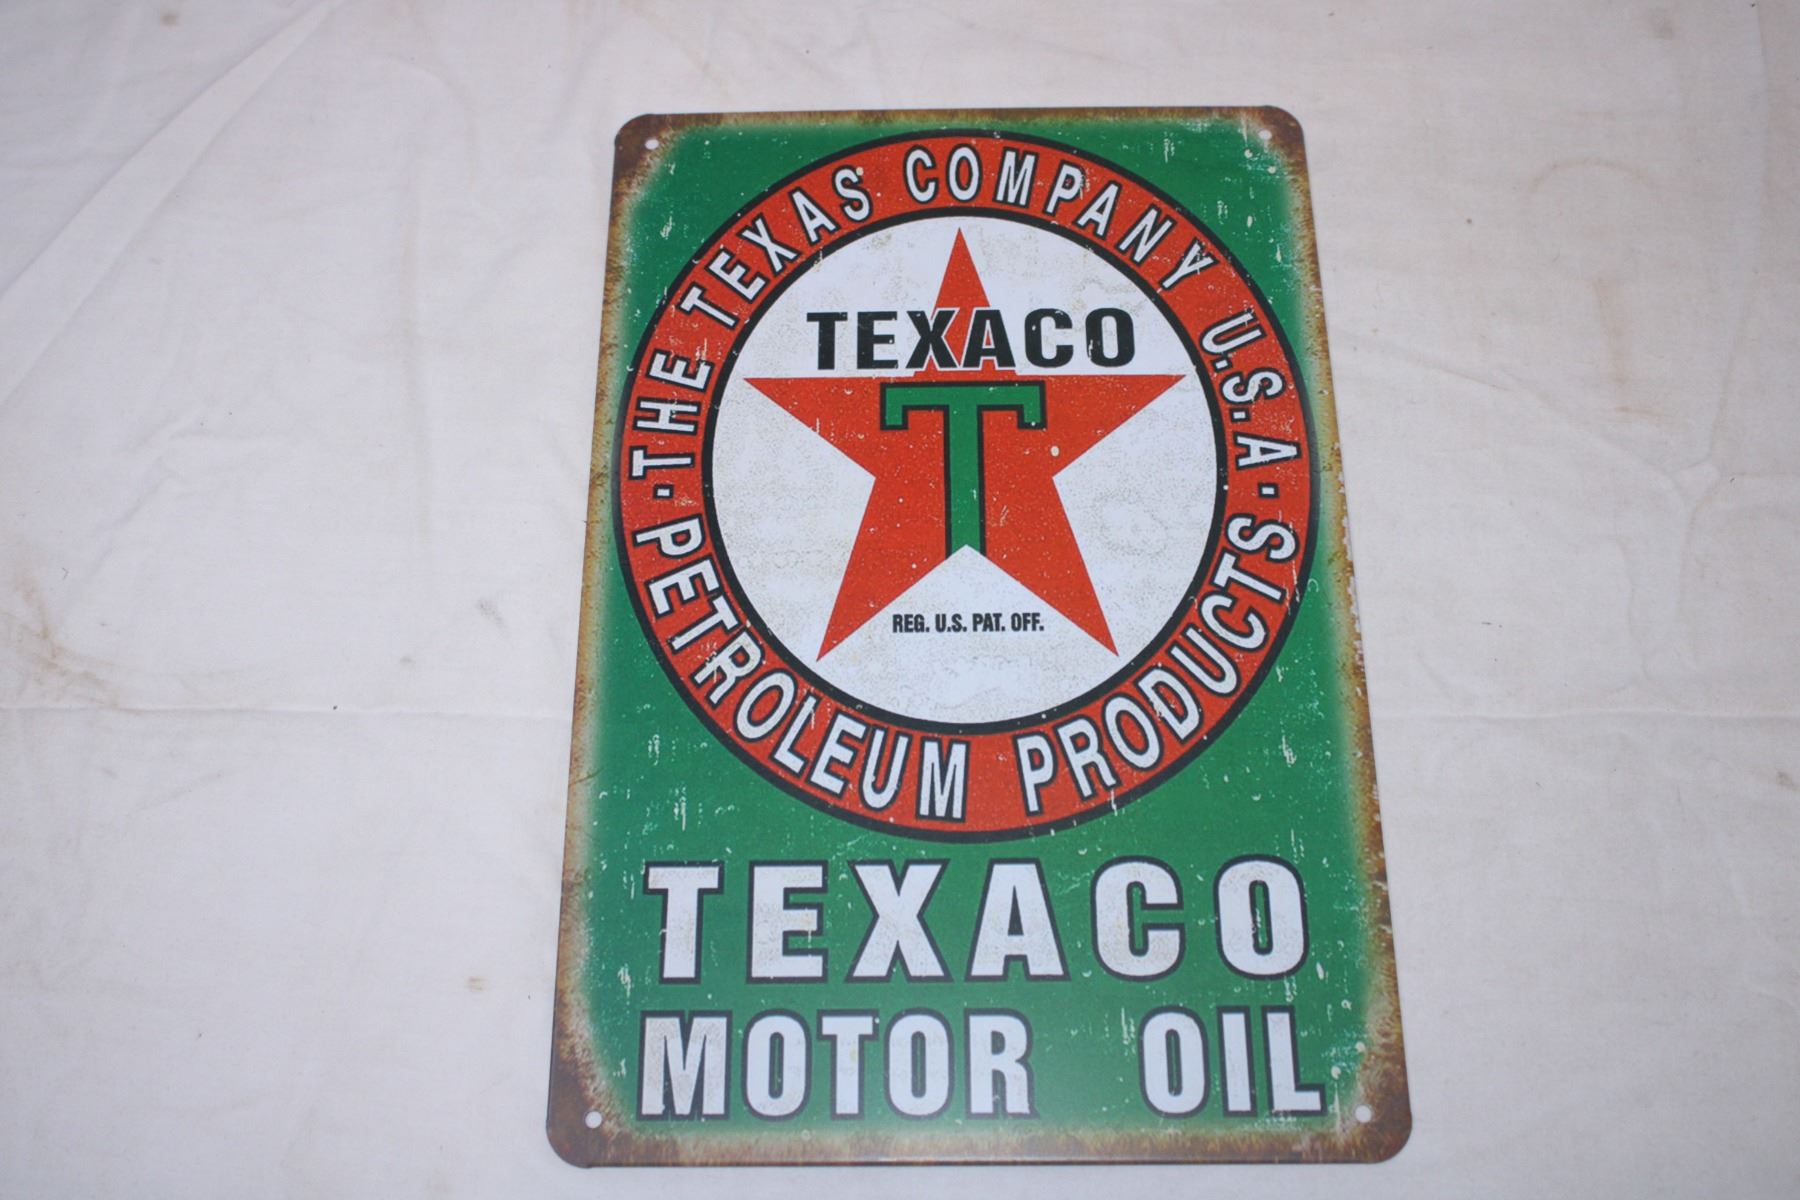 ·THE TEXAS COMPANY U.S.A·
PETROLEUM PRODUCTS
TEXACO
T
REG. U.S. PAT. OFF.
TEXACO
MOTOR OIL